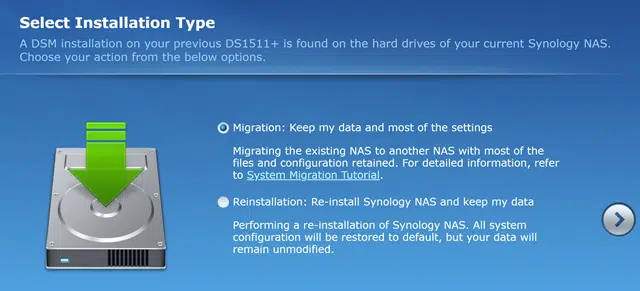 Select Installation Type
A DSM installation on your previous DS1511+ is found on the hard drives of your current Synology NAS.
Choose your action from the below options.
Migration: Keep my data and most of the settings
Migrating the existing NAS to another NAS with most of the
files and configuration retained. For detailed information, refer
to System Migration Tutorial.
Reinstallation: Re-install Synology NAS and keep my data
Performing a re-installation of Synology NAS. All system
configuration will be restored to default, but your data will
remain unmodified.